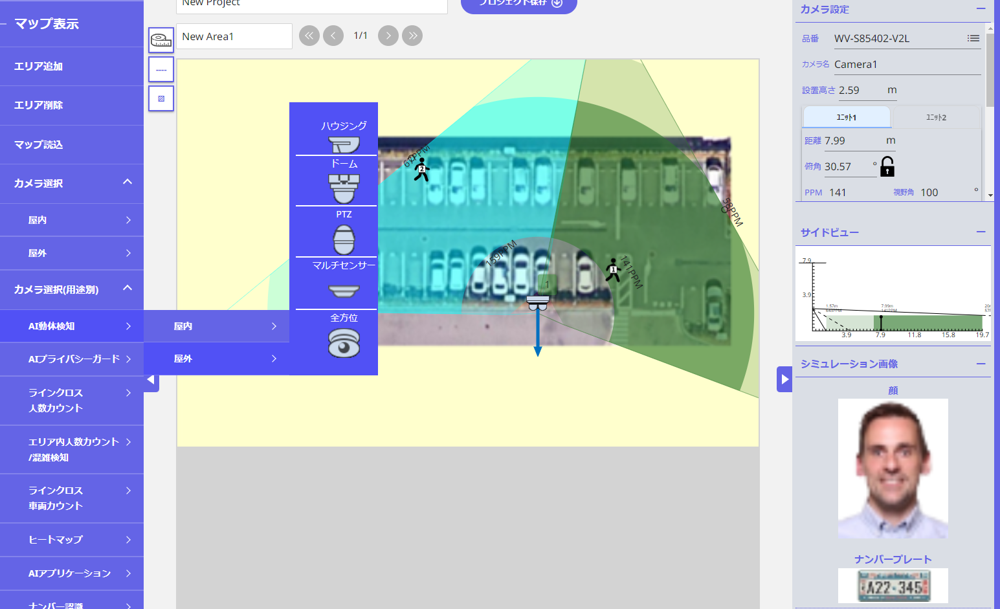 マップ表示
エリア追加
エリア削除
マップ読込
カメラ選択
屋内
屋外
カメラ選択(用途別)
AI動体検知
AIプライバシーガード
ラインクロス
人数カウント
エリア内人数カウント
/混雑検知
ラインクロス
車両カウント
ヒートマップ
AIアプリケーション
ナンバー認識
屋内
屋外
ハウジング
ドーム
PTZ
マルチセンサー
全方位
New Project
プロジェクト保存
New Area1
1/1
67PPM
2
159PPM
1
1
141PPM
58PPM
カメラ設定
品番 WV-S85402-V2L
カメラ名 Camera1
設置高さ 2.59 m
ユニット1 ユニット2
距離 7.99 m
俯角 30.57 °
PPM 141 視野角 100 °
サイドビュー
7.9
3.9
1.57m 7.99m
643PPM 141PPM
3.9 7.9 11.8 15.8 19.7
シミュレーション画像
顔
ナンバープレート
A22-345